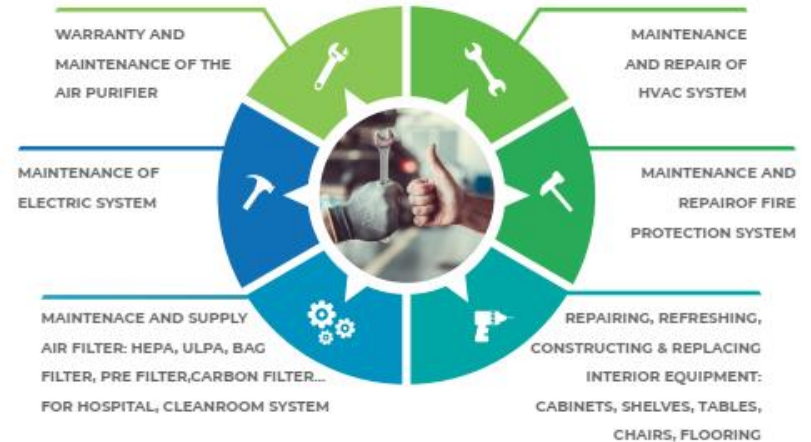 WARRANTY AND
MAINTENANCE OF THE
AIR PURIFIER
MAINTENANCE
AND REPAIR OF
HVAC SYSTEM
MAINTENANCE OF
ELECTRIC SYSTEM
MAINTENANCE AND
REPAIROF FIRE
PROTECTION SYSTEM
MAINTENACE AND SUPPLY
AIR FILTER: HEPA, ULPA, BAG
FILTER, PRE FILTER,CARBON FILTER...
FOR HOSPITAL, CLEANROOM SYSTEM
REPAIRING, REFRESHING,
CONSTRUCTING & REPLACING
INTERIOR EQUIPMENT:
CABINETS, SHELVES, TABLES,
CHAIRS, FLOORING